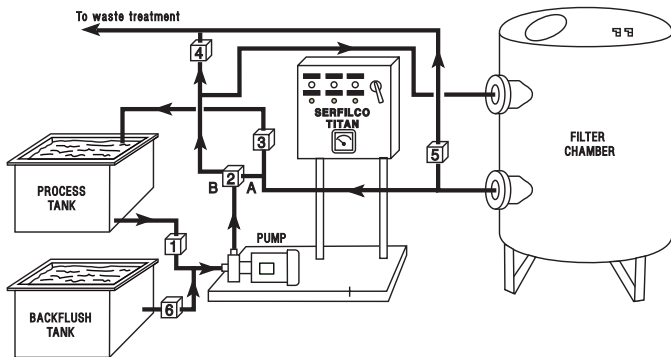 To waste treatment
4
SERFILCO
TITAN
3
5
FILTER
CHAMBER
2
B A
PROCESS
TANK
1
PUMP
BACKFLUSH
TANK
6